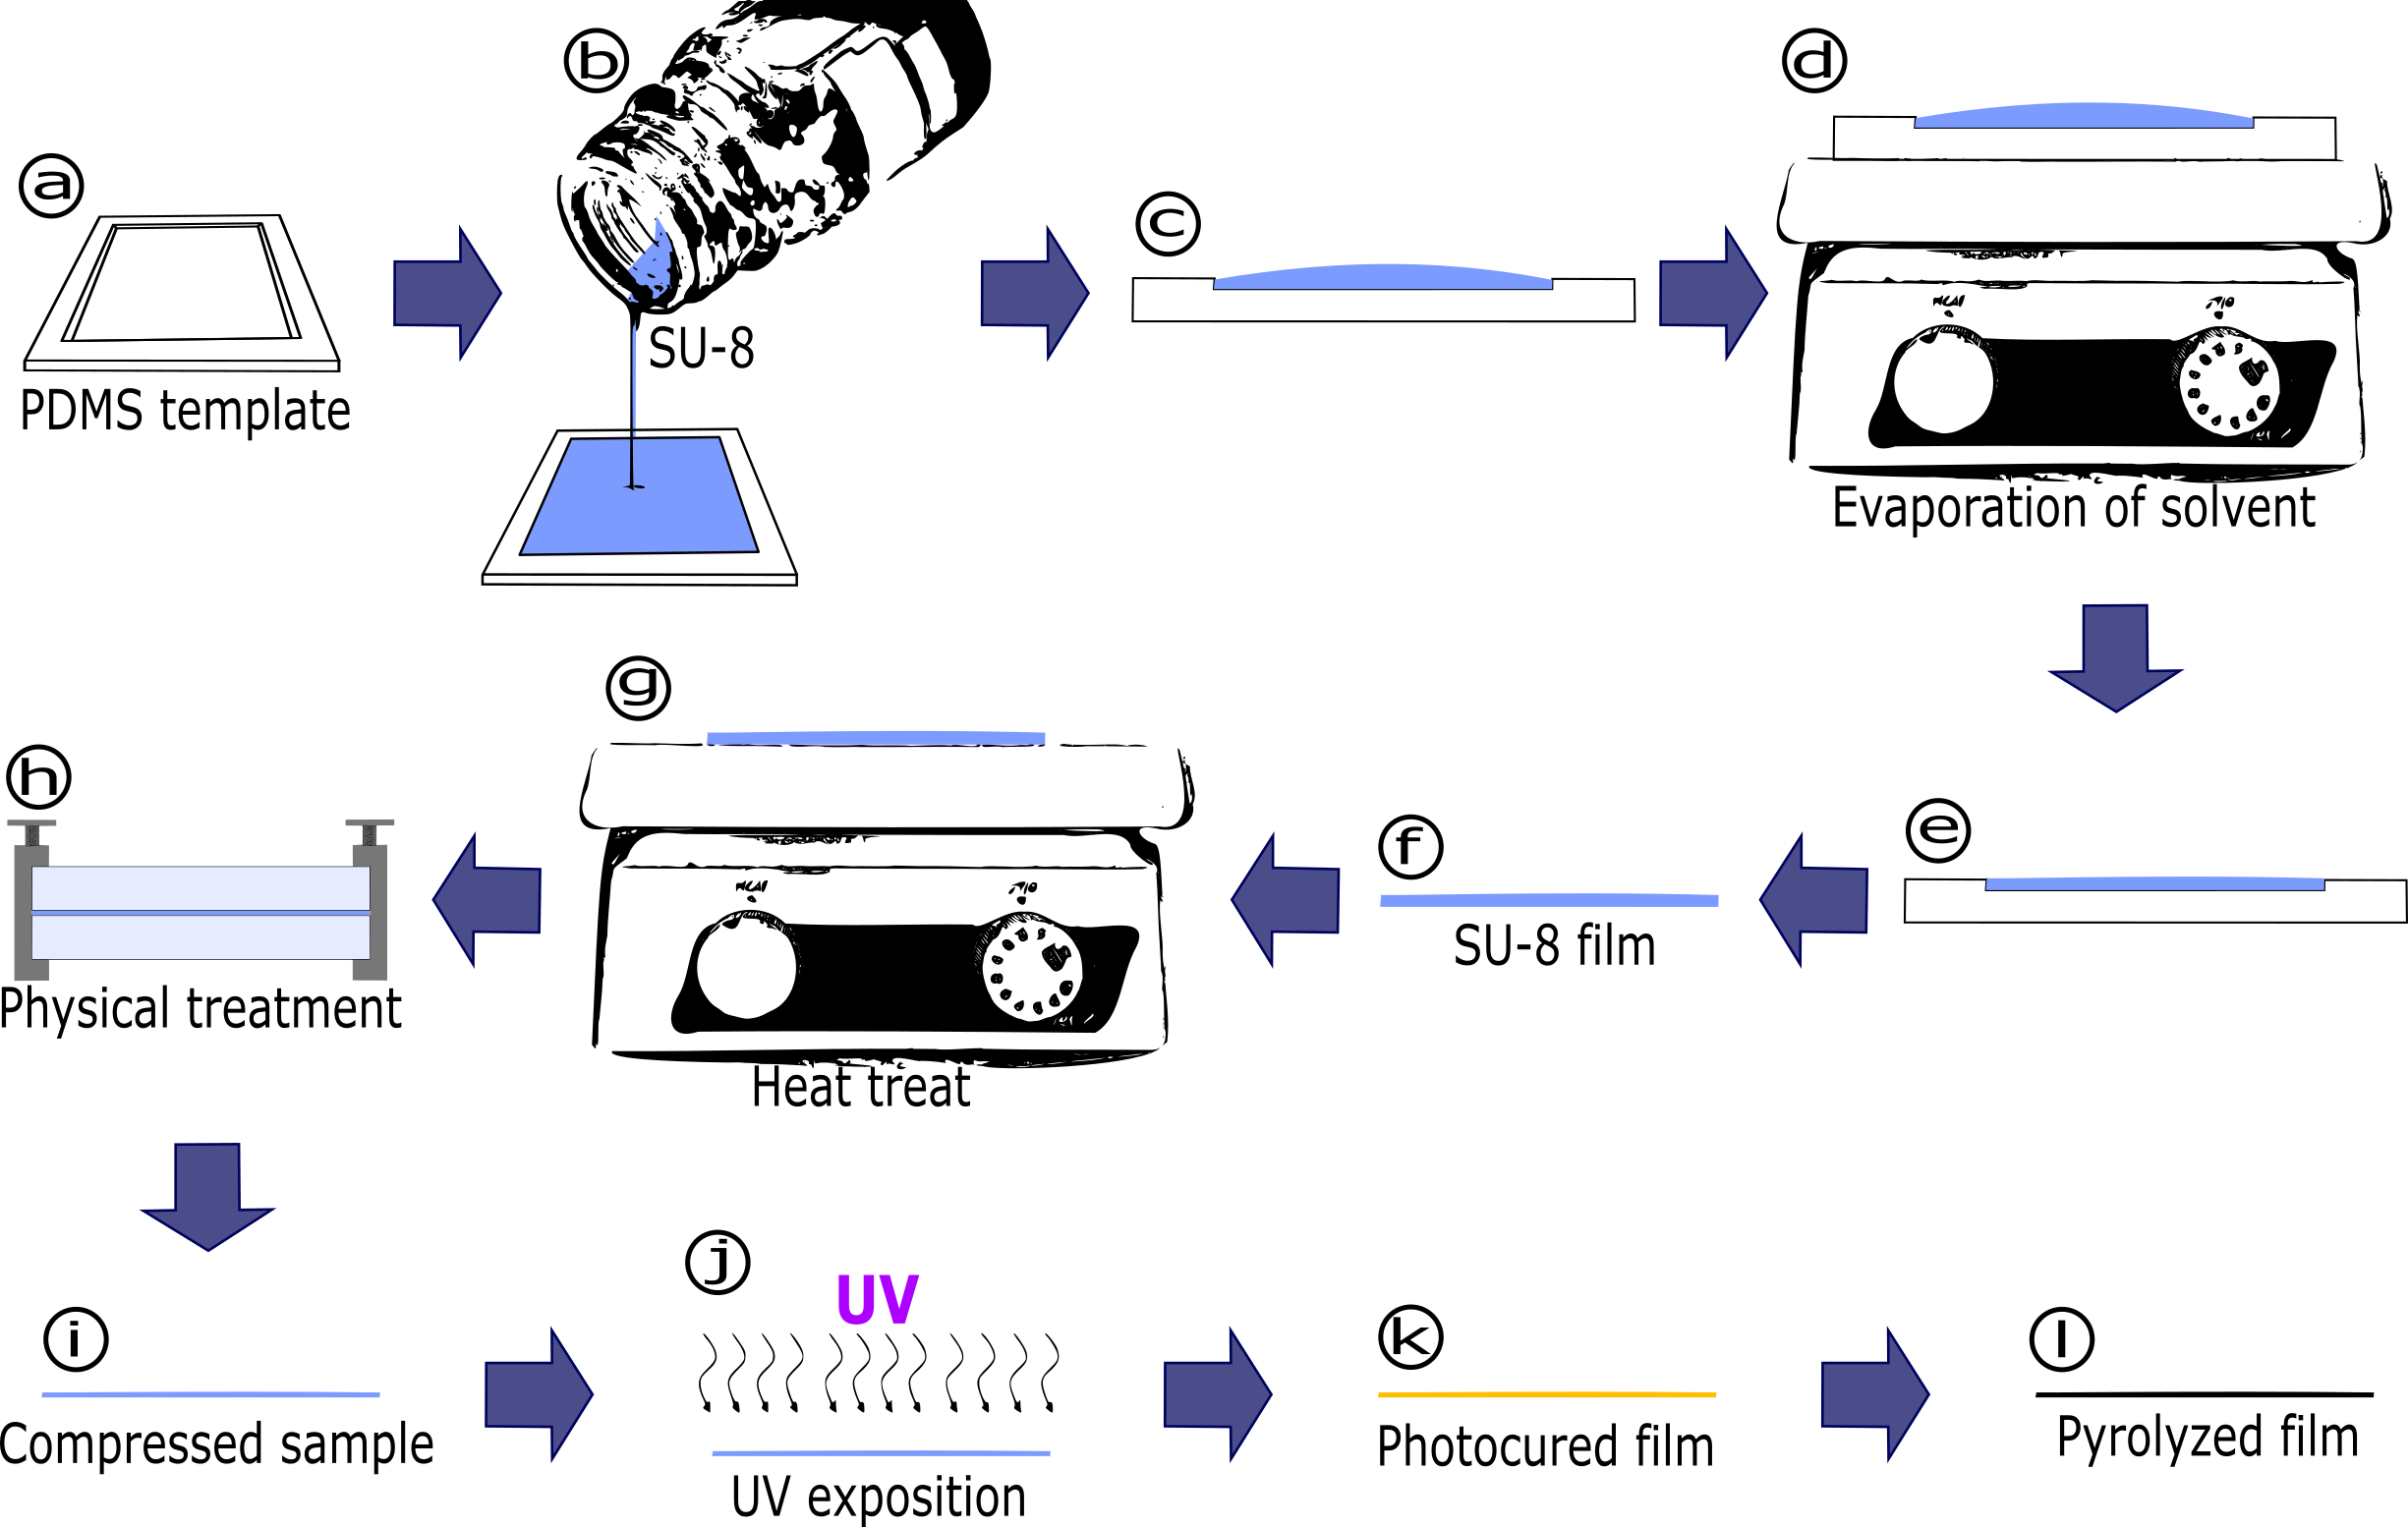 a
PDMS template
b
SU-8
c
d
Evaporation of solvent
e
f
SU-8 film
g
Heat treat
h
Physical treatment
i
Compressed sample
j
UV
UV exposition
k
Photocured film
l
Pyrolyzed film